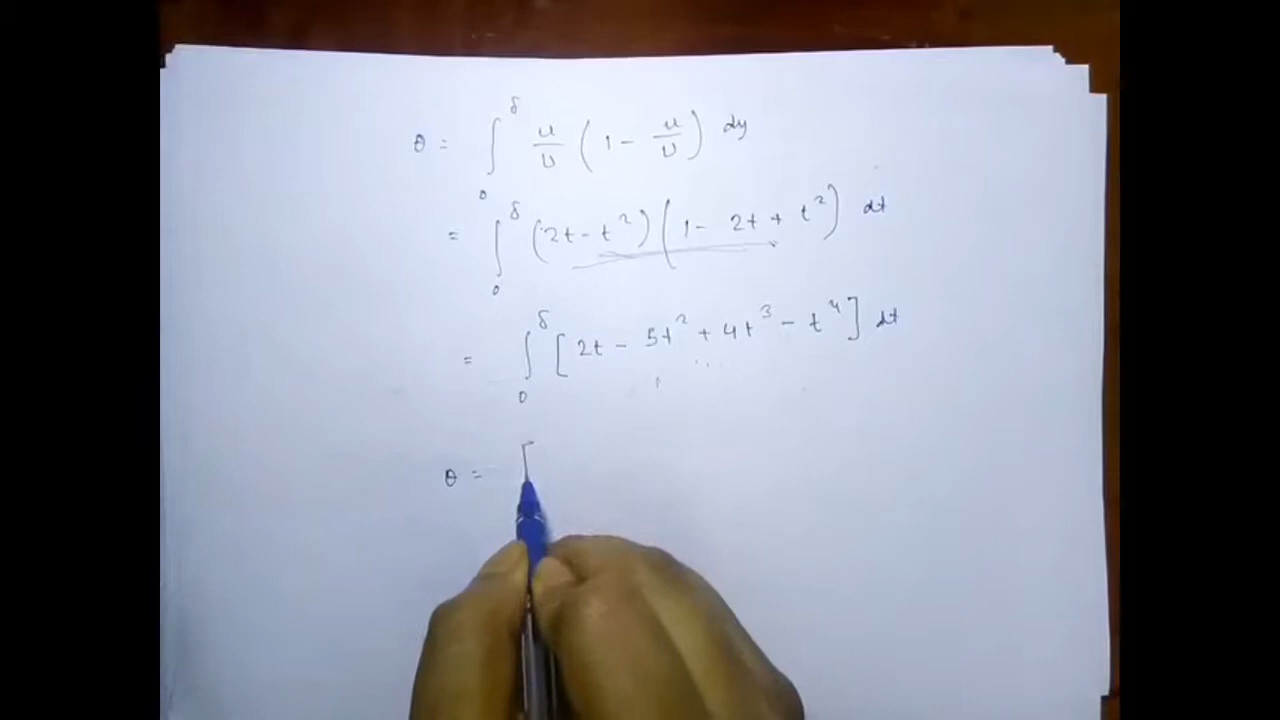 θ = ∫₀^δ u/U (1 - u/U) dy
= ∫₀^δ (2t - t²)(1 - 2t + t²) dt
= ∫₀^δ [2t - 5t² + 4t³ - t⁴] dt
θ = [